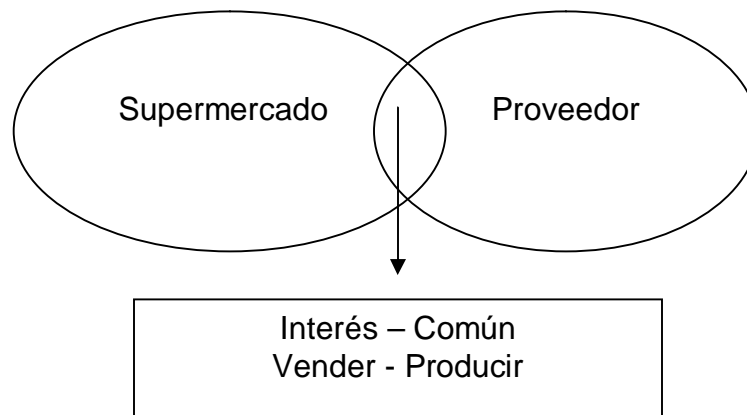 Supermercado
Proveedor
Interés – Común
Vender - Producir